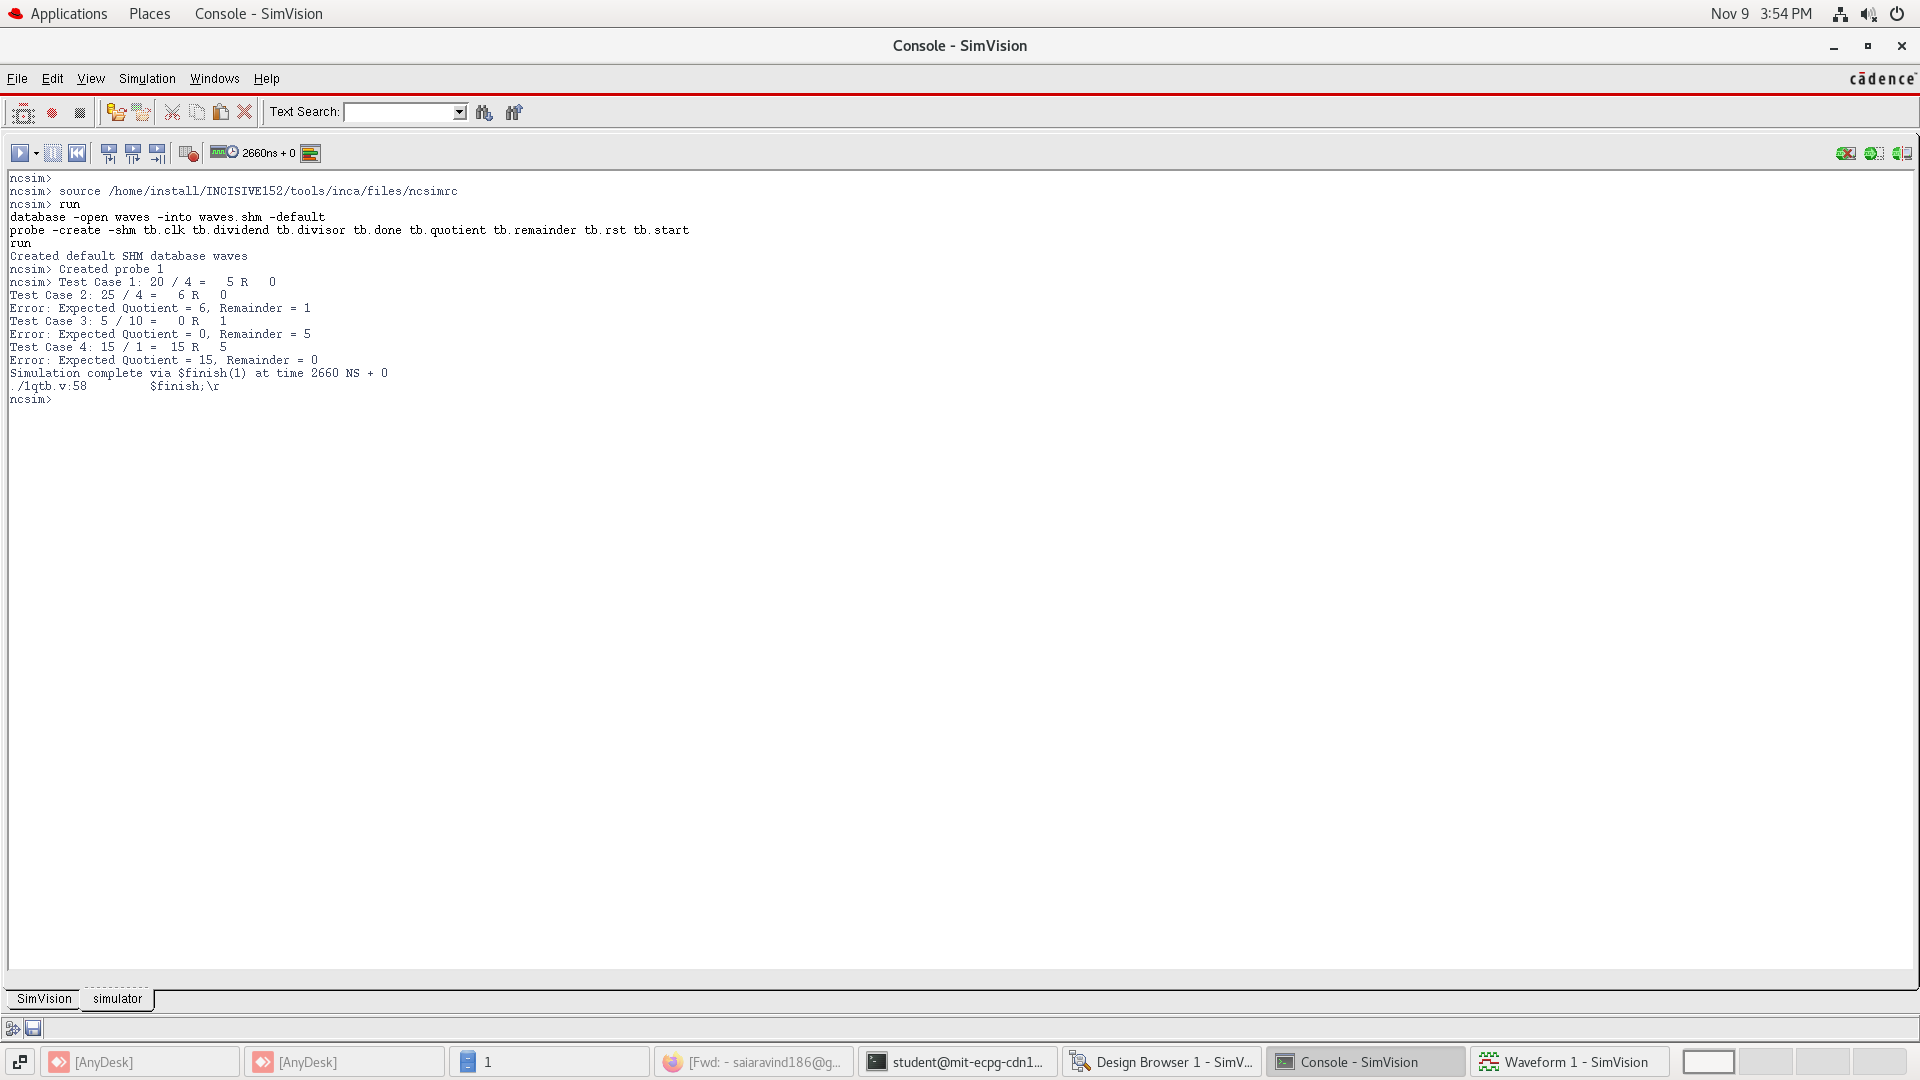 Applications Places Console - SimVision Nov 9 3:54 PM
Console - SimVision
File Edit View Simulation Windows Help cādence
Text Search:
2660ns + 0
ncsim>
ncsim> source /home/install/INCISIVE152/tools/inca/files/ncsimrc
ncsim> run
database -open waves -into waves.shm -default
probe -create -shm tb.clk tb.dividend tb.divisor tb.done tb.quotient tb.remainder tb.rst tb.start
run
Created default SHM database waves
ncsim> Created probe 1
ncsim> Test Case 1: 20 / 4 =   5 R   0
Test Case 2: 25 / 4 =   6 R   0
Error: Expected Quotient = 6, Remainder = 1
Test Case 3: 5 / 10 =   0 R   1
Error: Expected Quotient = 0, Remainder = 5
Test Case 4: 15 / 1 =  15 R   5
Error: Expected Quotient = 15, Remainder = 0
Simulation complete via $finish(1) at time 2660 NS + 0
./1qtb.v:58         $finish;\r
ncsim>
SimVision simulator
[AnyDesk] [AnyDesk] 1 [Fwd: - saiaravind186@g... student@mit-ecpg-cdn1... Design Browser 1 - SimV... Console - SimVision Waveform 1 - SimVision